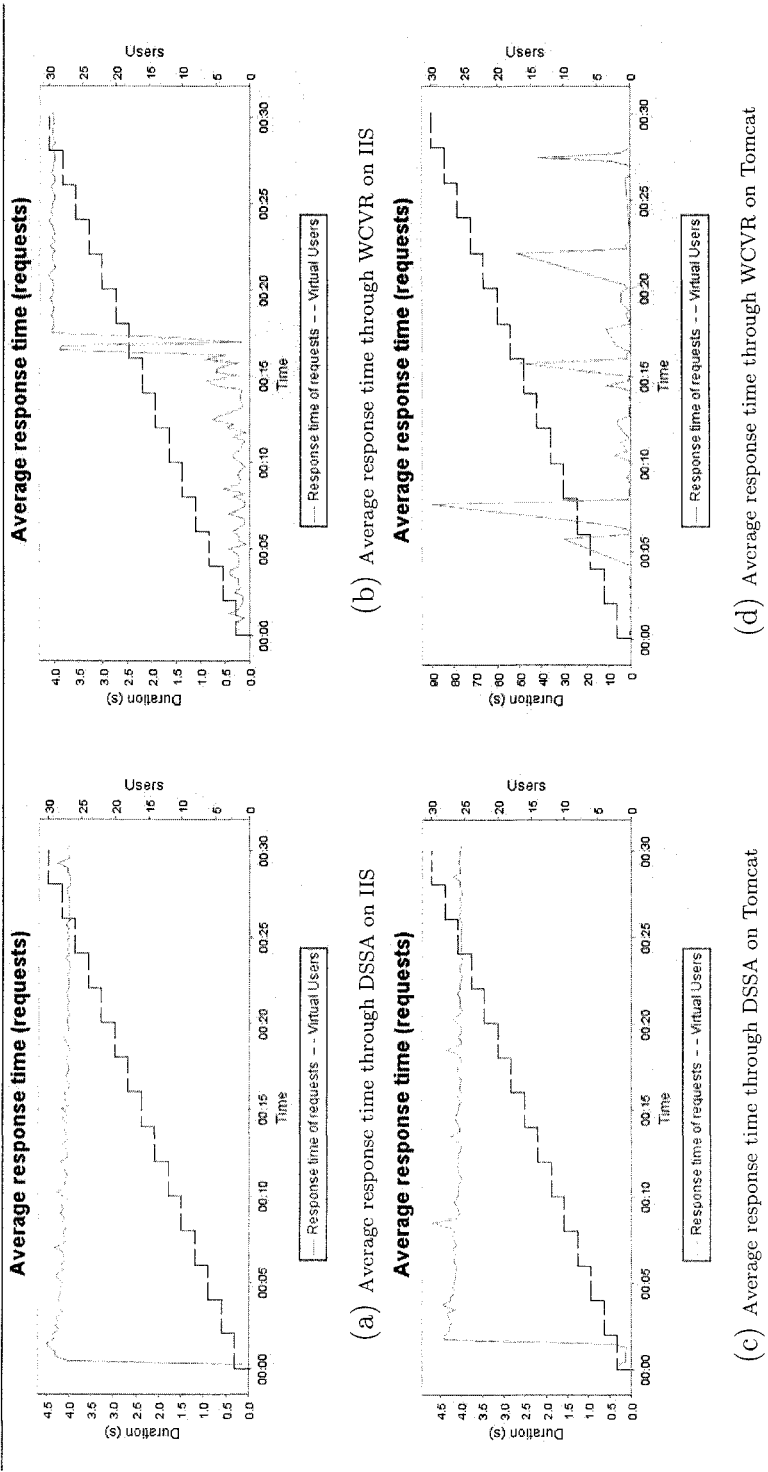 Average response time (requests)
Duration (s)
4.5
4.0
3.5
3.0
2.5
2.0
1.5
1.0
0.5
0.0
Users
30
25
20
15
10
5
0
00:00 00:05 00:10 00:15 00:20 00:25 00:30
Time
Response time of requests - - Virtual Users
(a) Average response time through DSSA on IIS
Average response time (requests)
Duration (s)
4.0
3.5
3.0
2.5
2.0
1.5
1.0
0.5
0.0
Users
30
25
20
15
10
5
0
00:00 00:05 00:10 00:15 00:20 00:25 00:30
Time
Response time of requests - - Virtual Users
(b) Average response time through WCVR on IIS
Average response time (requests)
Duration (s)
5.0
4.5
4.0
3.5
3.0
2.5
2.0
1.5
1.0
0.5
0.0
Users
30
25
20
15
10
5
0
00:00 00:05 00:10 00:15 00:20 00:25 00:30
Time
Response time of requests - - Virtual Users
(c) Average response time through DSSA on Tomcat
Average response time (requests)
Duration (s)
90
80
70
60
50
40
30
20
10
0
Users
30
25
20
15
10
5
0
00:00 00:05 00:10 00:15 00:20 00:25 00:30
Time
Response time of requests - - Virtual Users
(d) Average response time through WCVR on Tomcat